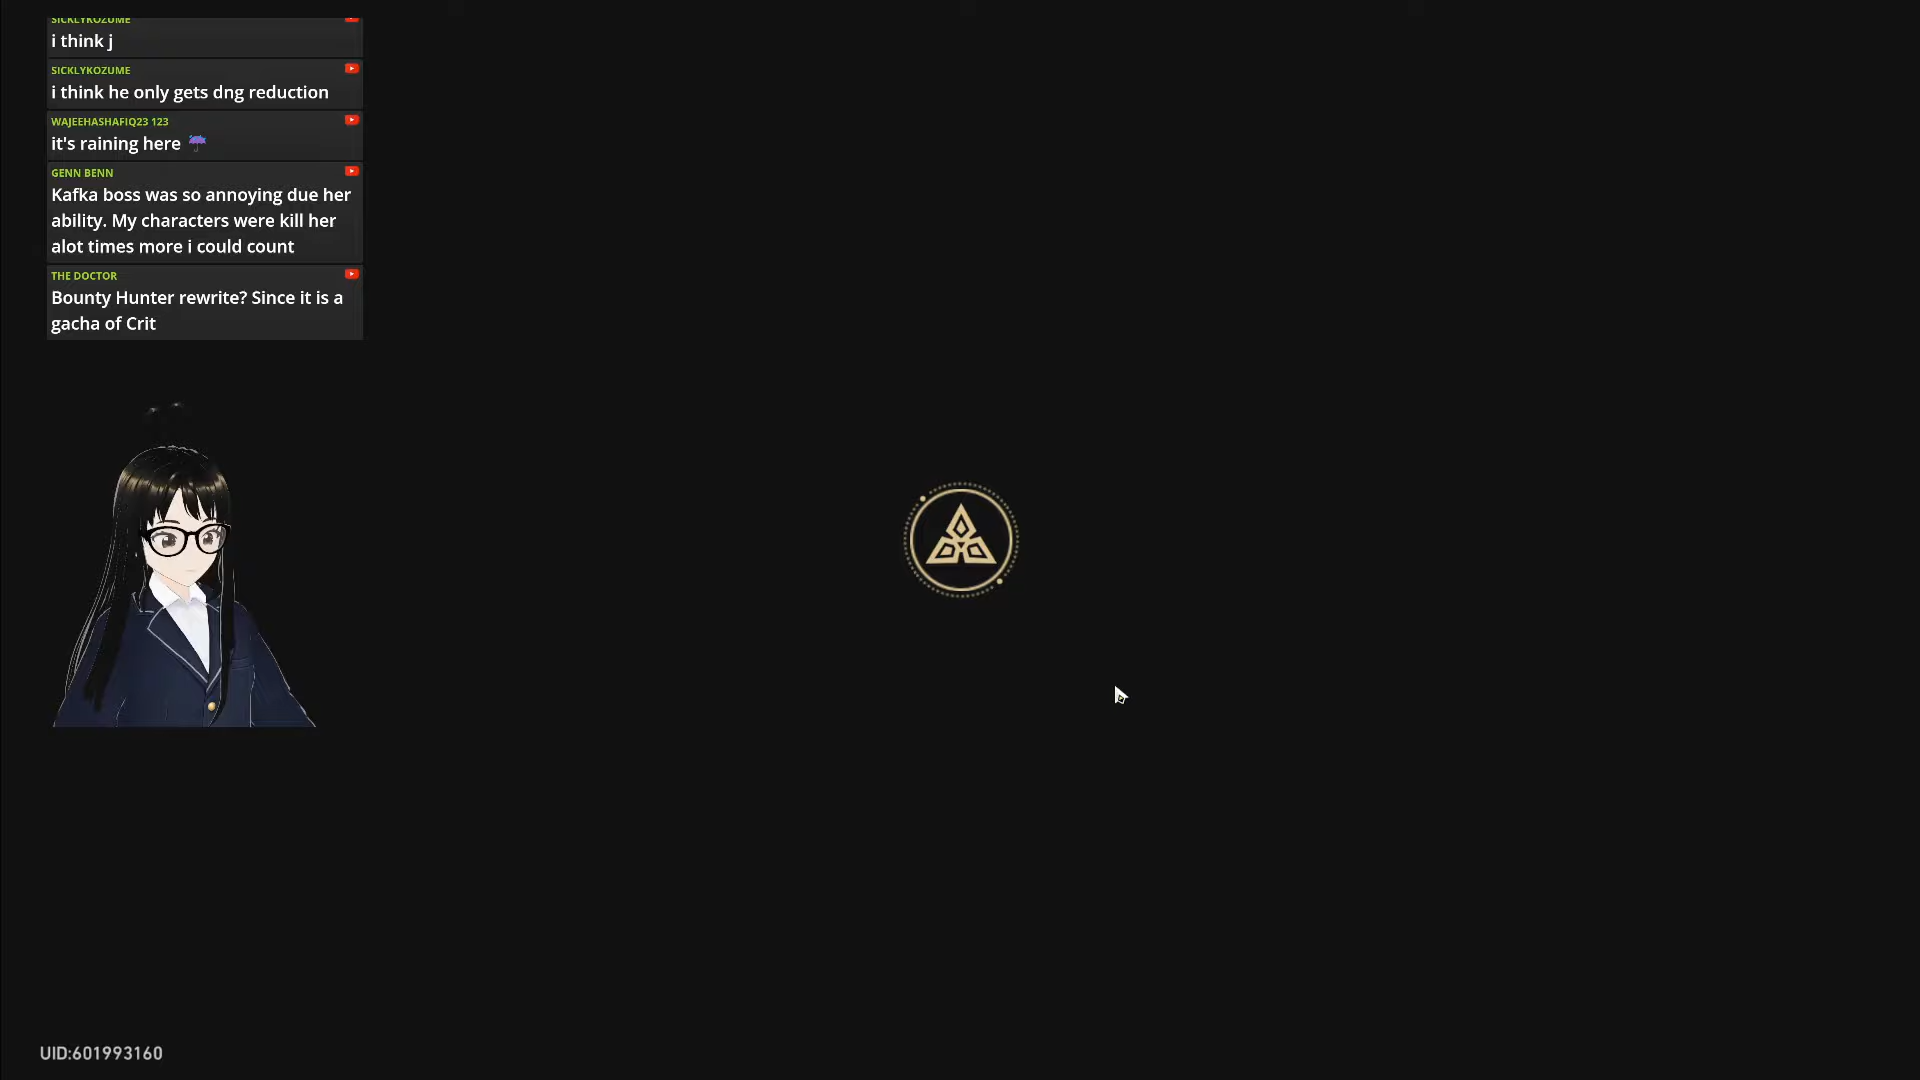 SICKLYKOZUME
i think j
SICKLYKOZUME
i think he only gets dng reduction
WAJEEHASHAFIQ23 123
it's raining here ☔
GENN BENN
Kafka boss was so annoying due her
ability. My characters were kill her
alot times more i could count
THE DOCTOR
Bounty Hunter rewrite? Since it is a
gacha of Crit
UID:601993160